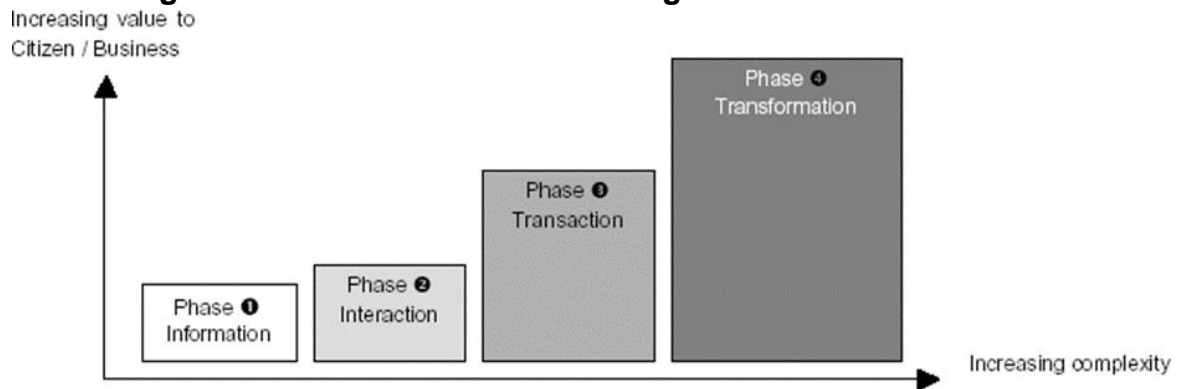 Increasing value to
Citizen / Business
Phase ❹
Transformation
Phase ❸
Transaction
Phase ❷
Interaction
Phase ❶
Information
Increasing complexity